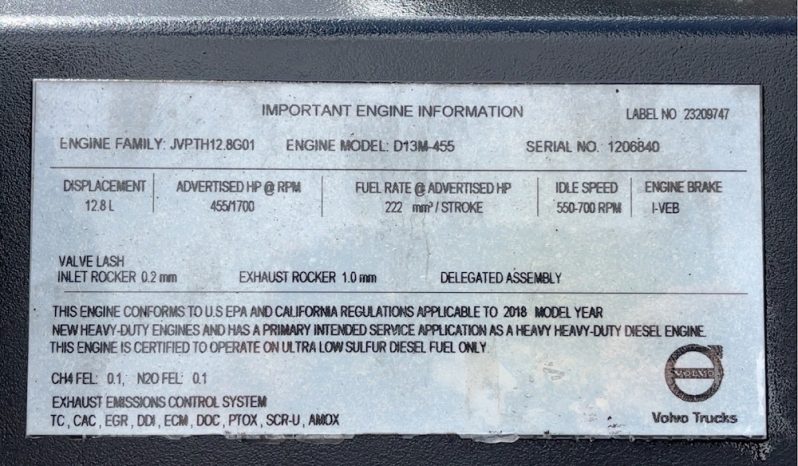 IMPORTANT ENGINE INFORMATION LABEL NO 23209747
ENGINE FAMILY: JVPTH12.8G01 ENGINE MODEL: D13M-455 SERIAL NO. 1206840
DISPLACEMENT ADVERTISED HP @ RPM FUEL RATE @ ADVERTISED HP IDLE SPEED ENGINE BRAKE
12.8 L 455/1700 222 mm³ / STROKE 550-700 RPM I-VEB
VALVE LASH
INLET ROCKER 0.2 mm EXHAUST ROCKER 1.0 mm DELEGATED ASSEMBLY
THIS ENGINE CONFORMS TO U.S EPA AND CALIFORNIA REGULATIONS APPLICABLE TO 2018 MODEL YEAR
NEW HEAVY-DUTY ENGINES AND HAS A PRIMARY INTENDED SERVICE APPLICATION AS A HEAVY HEAVY-DUTY DIESEL ENGINE.
THIS ENGINE IS CERTIFIED TO OPERATE ON ULTRA LOW SULFUR DIESEL FUEL ONLY.
CH4 FEL: 0.1, N2O FEL: 0.1
EXHAUST EMISSIONS CONTROL SYSTEM
TC , CAC , EGR , DDI , ECM , DOC , PTOX , SCR-U , AMOX
VOLVO
Volvo Trucks